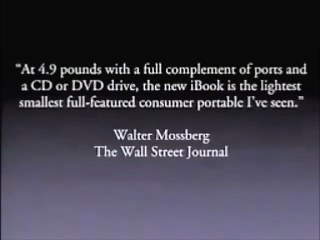 “At 4.9 pounds with a full complement of ports and
a CD or DVD drive, the new iBook is the lightest
smallest full-featured consumer portable I’ve seen.”
Walter Mossberg
The Wall Street Journal